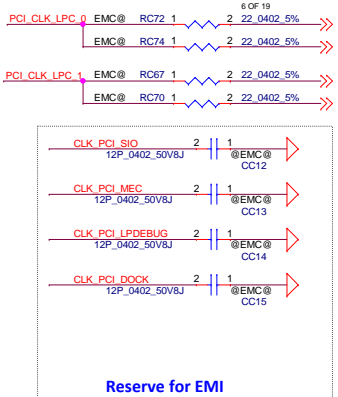 6 OF 19
PCI_CLK_LPC_0 EMC@ RC72 1 2 22_0402_5%
EMC@ RC74 1 2 22_0402_5%
PCI_CLK_LPC_1 EMC@ RC67 1 2 22_0402_5%
EMC@ RC70 1 2 22_0402_5%
CLK_PCI_SIO 2 1
12P_0402_50V8J @EMC@
CC12
CLK_PCI_MEC 2 1
12P_0402_50V8J @EMC@
CC13
CLK_PCI_LPDEBUG 2 1
12P_0402_50V8J @EMC@
CC14
CLK_PCI_DOCK 2 1
12P_0402_50V8J @EMC@
CC15
Reserve for EMI